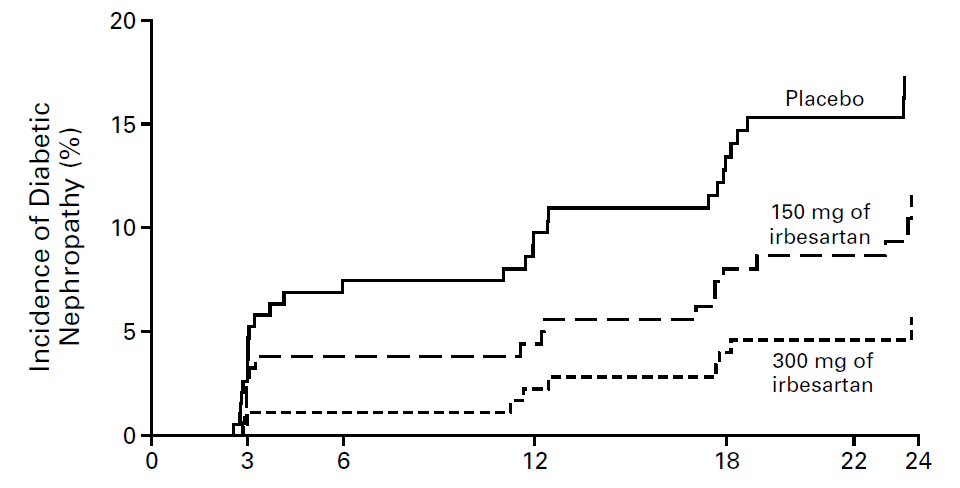 Incidence of Diabetic
Nephropathy (%)
20
15
10
5
0
Placebo
150 mg of
irbesartan
300 mg of
irbesartan
0 3 6 12 18 22 24